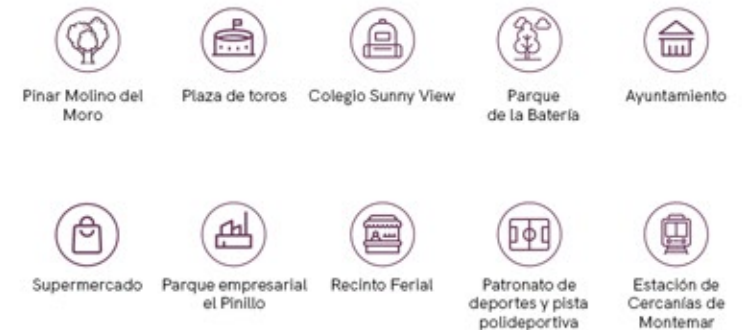 Pinar Molino del
Moro
Plaza de toros
Colegio Sunny View
Parque
de la Batería
Ayuntamiento
Supermercado
Parque empresarial
el Pinillo
Recinto Ferial
Patronato de
deportes y pista
polideportiva
Estación de
Cercanías de
Montemar